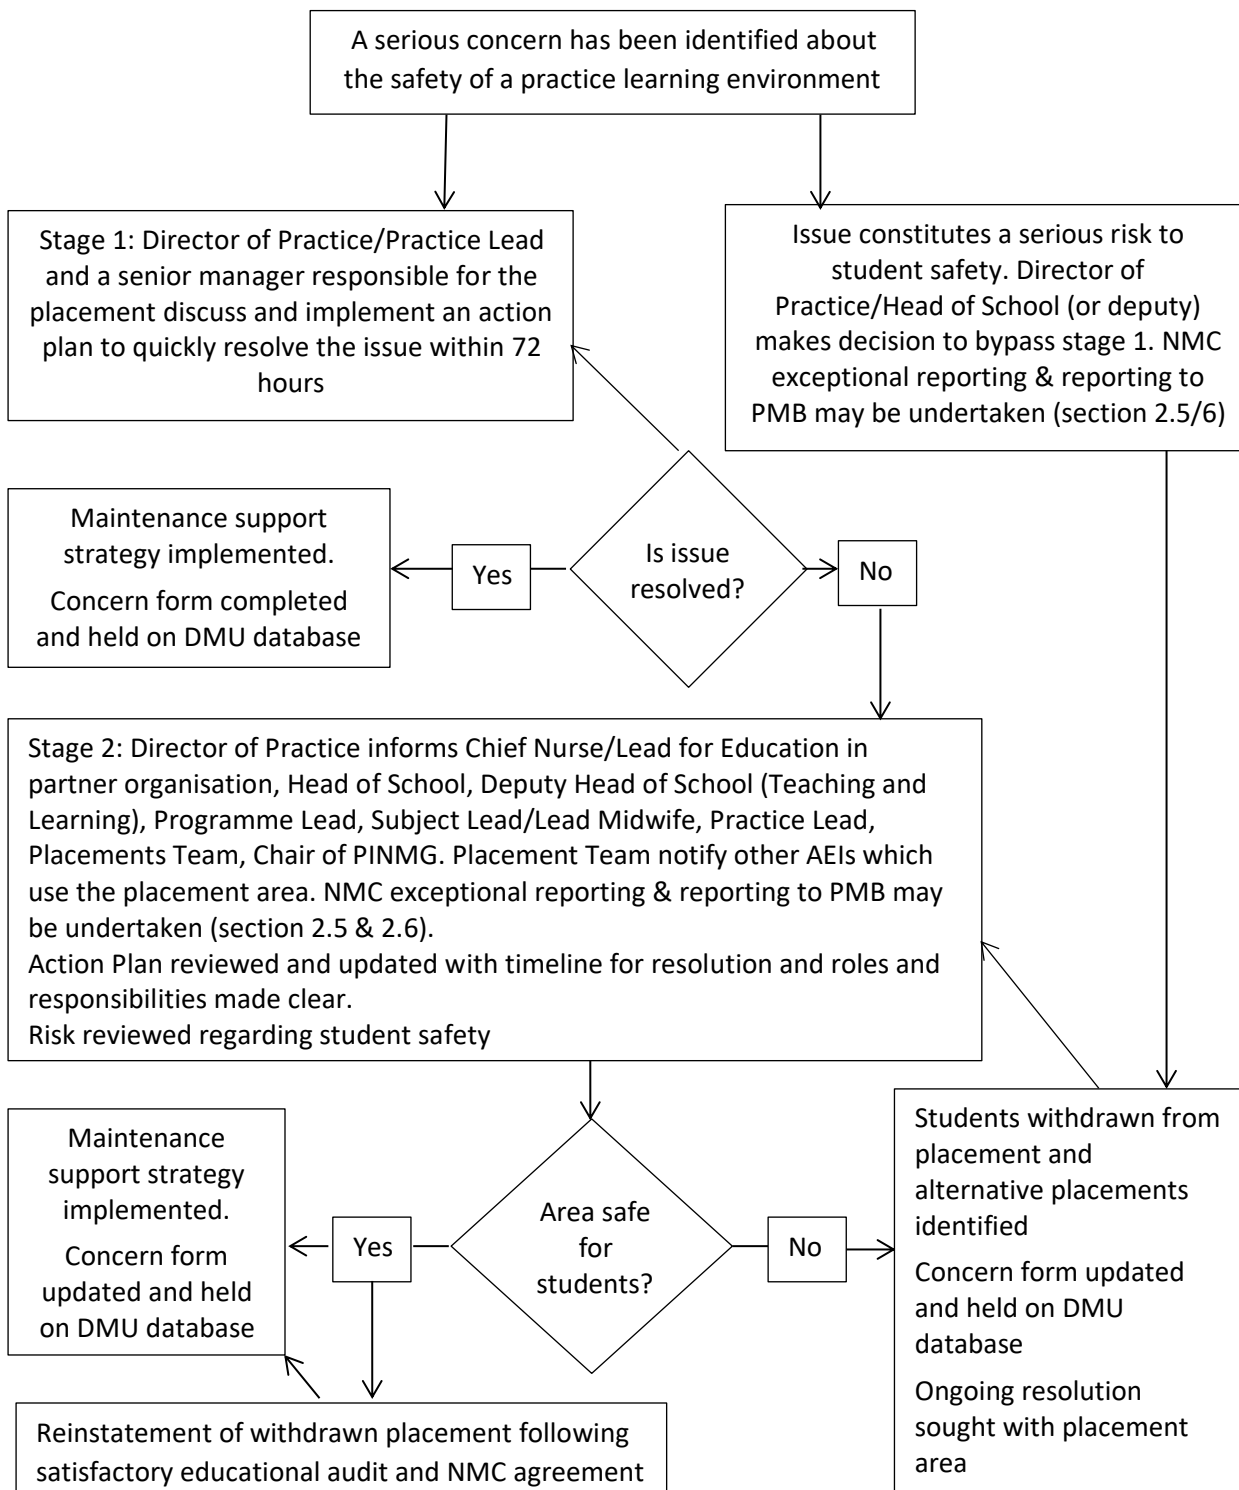 A serious concern has been identified about
the safety of a practice learning environment
Stage 1: Director of Practice/Practice Lead
and a senior manager responsible for the
placement discuss and implement an action
plan to quickly resolve the issue within 72
hours
Issue constitutes a serious risk to
student safety. Director of
Practice/Head of School (or deputy)
makes decision to bypass stage 1. NMC
exceptional reporting & reporting to
PMB may be undertaken (section 2.5/6)
Is issue
resolved?
Yes
No
Maintenance support
strategy implemented.
Concern form completed
and held on DMU database
Stage 2: Director of Practice informs Chief Nurse/Lead for Education in
partner organisation, Head of School, Deputy Head of School (Teaching and
Learning), Programme Lead, Subject Lead/Lead Midwife, Practice Lead,
Placements Team, Chair of PINMG. Placement Team notify other AEIs which
use the placement area. NMC exceptional reporting & reporting to PMB may
be undertaken (section 2.5 & 2.6).
Action Plan reviewed and updated with timeline for resolution and roles and
responsibilities made clear.
Risk reviewed regarding student safety
Area safe
for
students?
Yes
No
Maintenance
support strategy
implemented.
Concern form
updated and held
on DMU database
Students withdrawn from
placement and
alternative placements
identified
Concern form updated
and held on DMU
database
Ongoing resolution
sought with placement
area
Reinstatement of withdrawn placement following
satisfactory educational audit and NMC agreement